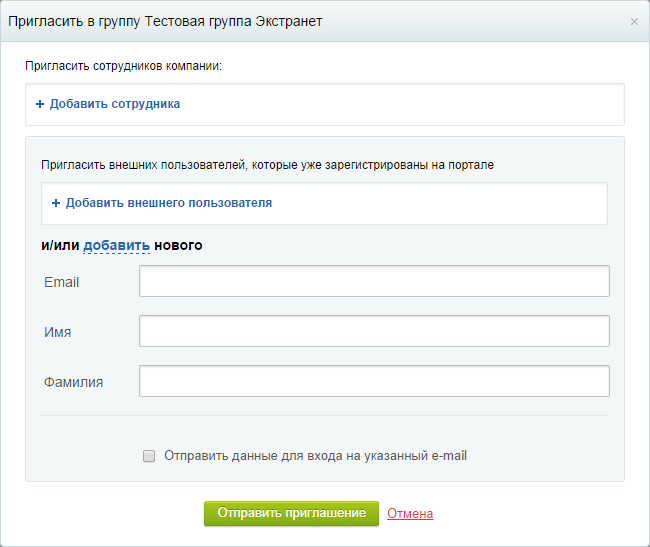 Пригласить в группу Тестовая группа Экстранет ×
Пригласить сотрудников компании:
+ Добавить сотрудника
Пригласить внешних пользователей, которые уже зарегистрированы на портале
+ Добавить внешнего пользователя
и/или добавить нового
Email
Имя
Фамилия
Отправить данные для входа на указанный e-mail
Отправить приглашение Отмена